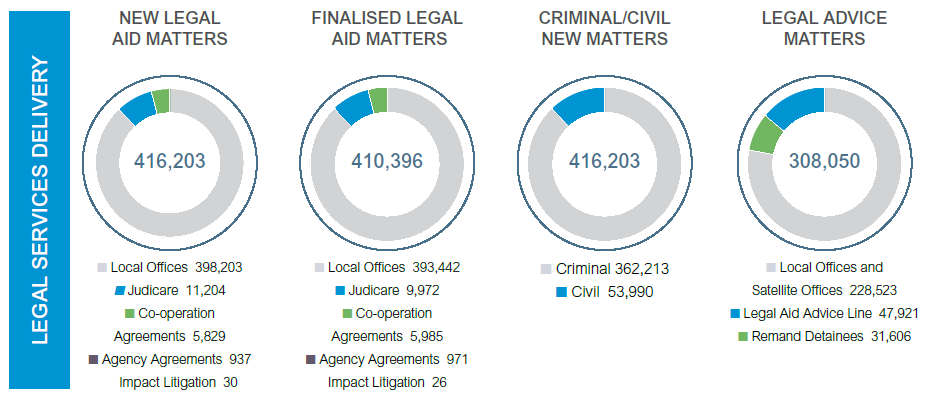 LEGAL SERVICES DELIVERY
NEW LEGAL
AID MATTERS
416,203
Local Offices 398,203
Judicare 11,204
Co-operation
Agreements 5,829
Agency Agreements 937
Impact Litigation 30
FINALISED LEGAL
AID MATTERS
410,396
Local Offices 393,442
Judicare 9,972
Co-operation
Agreements 5,985
Agency Agreements 971
Impact Litigation 26
CRIMINAL/CIVIL
NEW MATTERS
416,203
Criminal 362,213
Civil 53,990
LEGAL ADVICE
MATTERS
308,050
Local Offices and
Satellite Offices 228,523
Legal Aid Advice Line 47,921
Remand Detainees 31,606